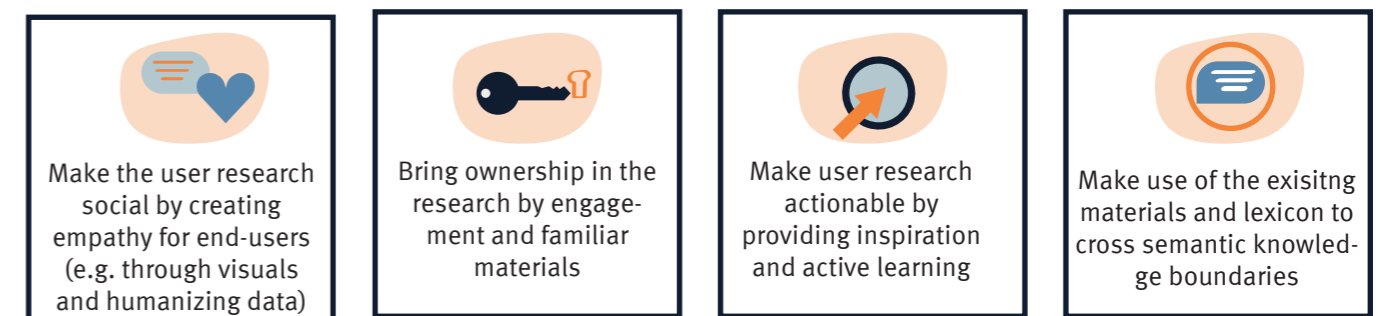 Make the user research
social by creating
empathy for end-users
(e.g. through visuals
and humanizing data)
Bring ownership in the
research by engage-
ment and familiar
materials
Make user research
actionable by
providing inspiration
and active learning
Make use of the exisitng
materials and lexicon to
cross semantic knowled-
ge boundaries